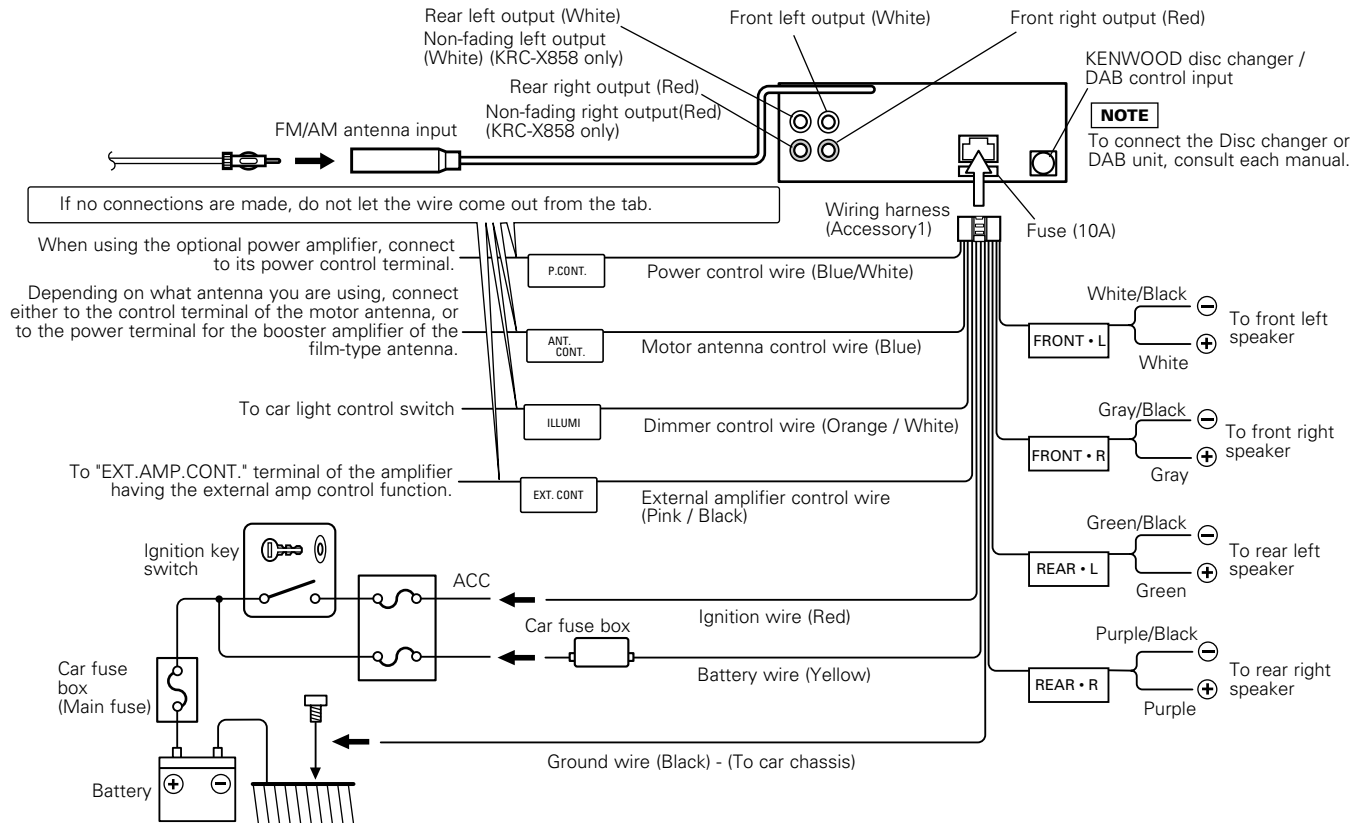 Rear left output (White)
Non-fading left output
(White) (KRC-X858 only)
Front left output (White)
Front right output (Red)
Rear right output (Red)
Non-fading right output(Red)
(KRC-X858 only)
KENWOOD disc changer /
DAB control input
NOTE
To connect the Disc changer or
DAB unit, consult each manual.
FM/AM antenna input
If no connections are made, do not let the wire come out from the tab.
Wiring harness
(Accessory1)
Fuse (10A)
When using the optional power amplifier, connect
to its power control terminal.
P.CONT.
Power control wire (Blue/White)
Depending on what antenna you are using, connect
either to the control terminal of the motor antenna, or
to the power terminal for the booster amplifier of the
film-type antenna.
ANT.
CONT.
Motor antenna control wire (Blue)
To car light control switch
ILLUMI
Dimmer control wire (Orange / White)
To "EXT.AMP.CONT." terminal of the amplifier
having the external amp control function.
EXT. CONT
External amplifier control wire
(Pink / Black)
White/Black
FRONT • L
White
To front left
speaker
Gray/Black
FRONT • R
Gray
To front right
speaker
Green/Black
REAR • L
Green
To rear left
speaker
Purple/Black
REAR • R
Purple
To rear right
speaker
Ignition key
switch
ACC
Ignition wire (Red)
Car fuse box
Battery wire (Yellow)
Car fuse
box
(Main fuse)
Ground wire (Black) - (To car chassis)
Battery